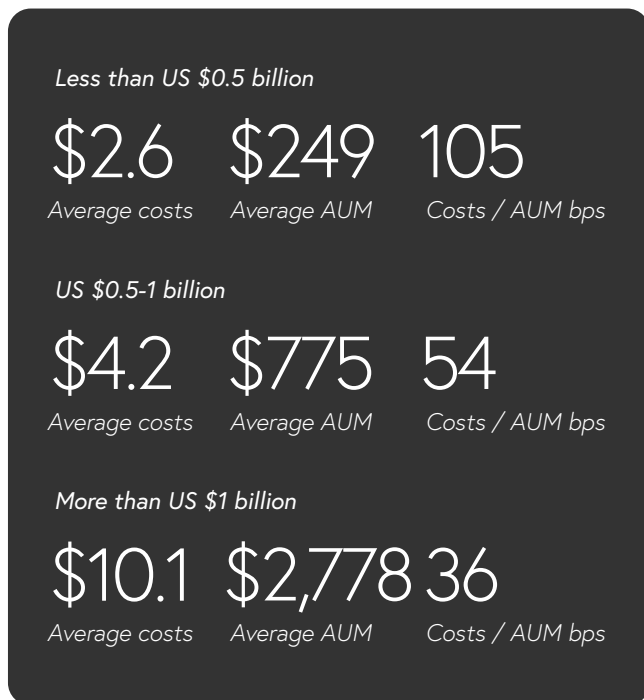 Less than US $0.5 billion
$2.6 $249 105
Average costs Average AUM Costs / AUM bps
US $0.5-1 billion
$4.2 $775 54
Average costs Average AUM Costs / AUM bps
More than US $1 billion
$10.1 $2,778 36
Average costs Average AUM Costs / AUM bps